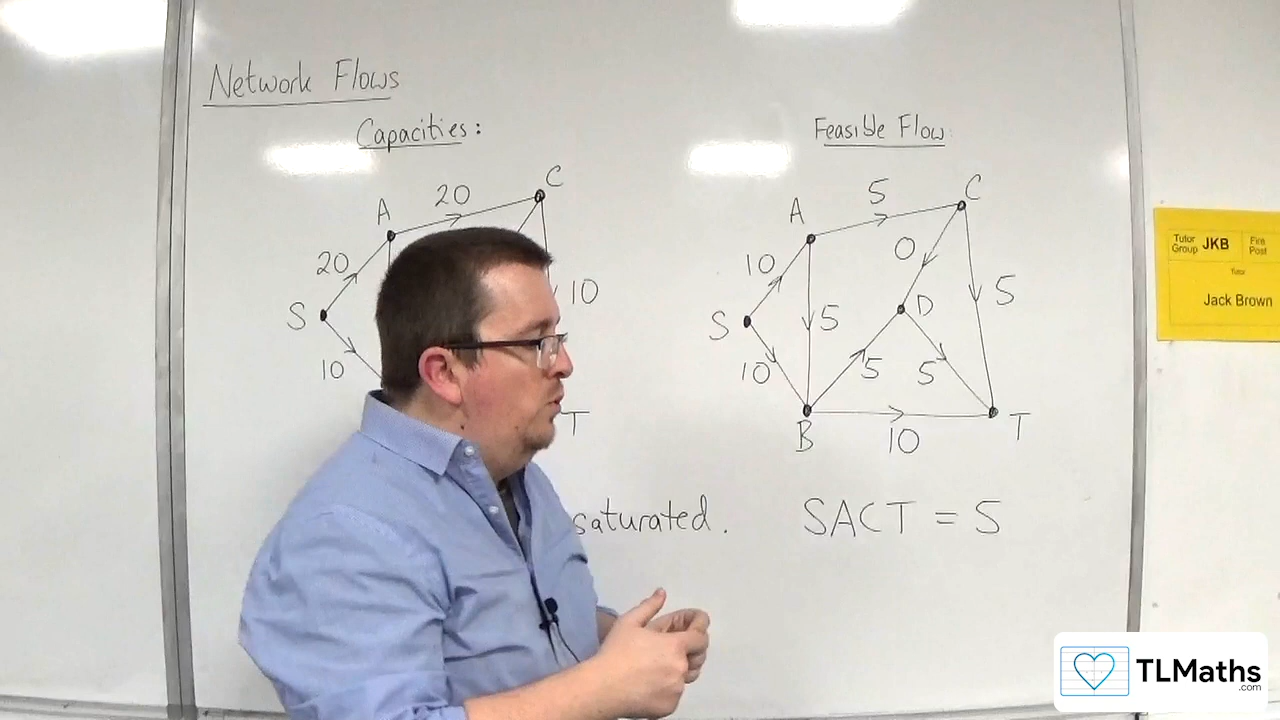 Network Flows
Capacities:
Feasible Flow:
A
20
C
20
S
10
10
T
A
5
C
10
0
S
5
D
5
10
5
5
B
10
T
saturated.
SACT = 5
Tutor Group JKB
Fire Post
Tutor
Jack Brown
TLMaths
.com